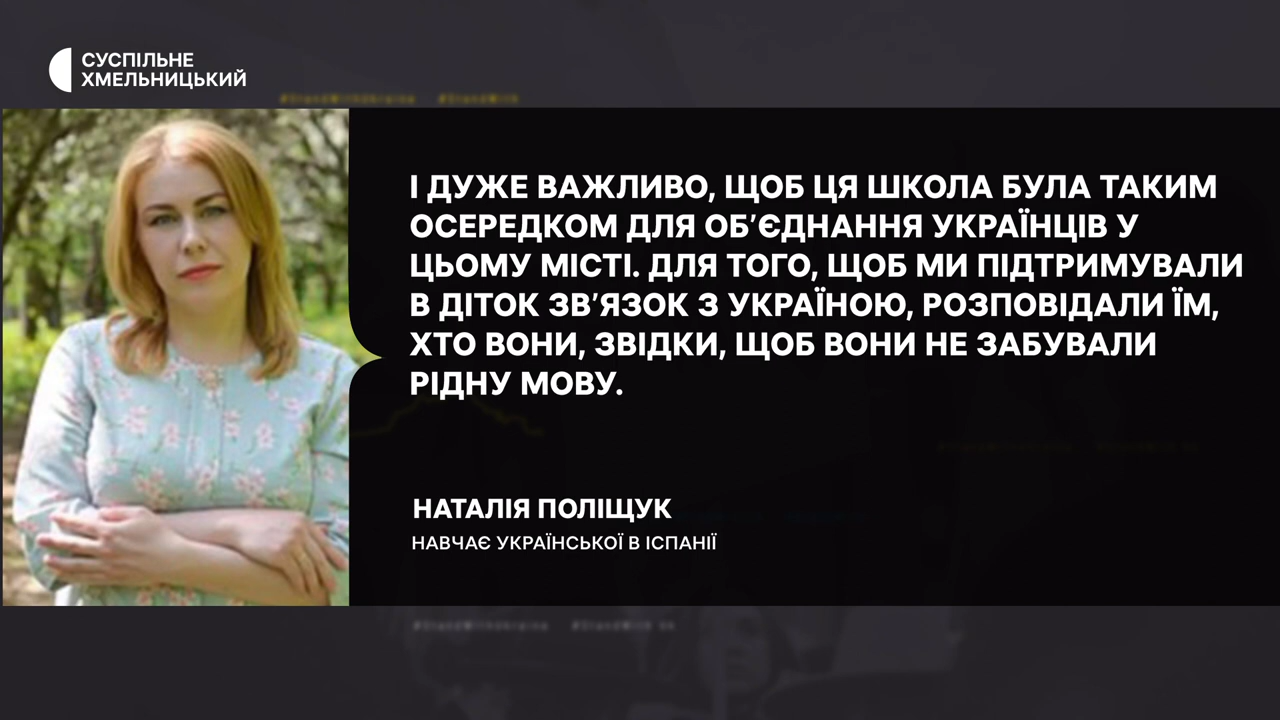 СУСПІЛЬНЕ
ХМЕЛЬНИЦЬКИЙ
І ДУЖЕ ВАЖЛИВО, ЩОБ ЦЯ ШКОЛА БУЛА ТАКИМ
ОСЕРЕДКОМ ДЛЯ ОБ’ЄДНАННЯ УКРАЇНЦІВ У
ЦЬОМУ МІСТІ. ДЛЯ ТОГО, ЩОБ МИ ПІДТРИМУВАЛИ
В ДІТОК ЗВ’ЯЗОК З УКРАЇНОЮ, РОЗПОВІДАЛИ ЇМ,
ХТО ВОНИ, ЗВІДКИ, ЩОБ ВОНИ НЕ ЗАБУВАЛИ
РІДНУ МОВУ.
НАТАЛІЯ ПОЛІЩУК
НАВЧАЄ УКРАЇНСЬКОЇ В ІСПАНІЇ